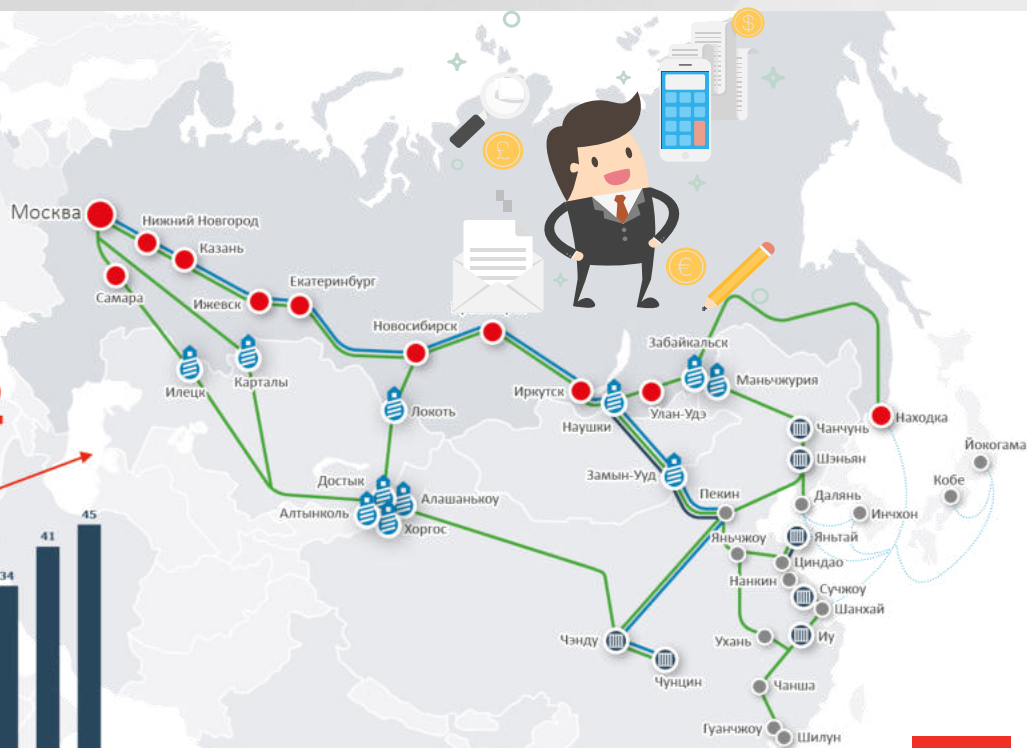 $
£
Москва
Нижний Новгород
Казань
€
Самара
Ижевск
Екатеринбург
Новосибирск
Забайкальск
Илецк
Карталы
Иркутск
Маньчжурия
Локоть
Наушки
Улан-Удэ
Находка
Чанчунь
Йокогама
Шэньян
Замын-Ууд
Кобе
Достык
Алашанькоу
Пекин
Далянь
Алтынколь
Инчхон
45
Хоргос
Яньчжоу
Яньтай
41
Циндао
34
Нанкин
Сучжоу
Шанхай
Чэнду
Ухань
Иу
Чунцин
Чанша
Гуанчжоу
Шилун